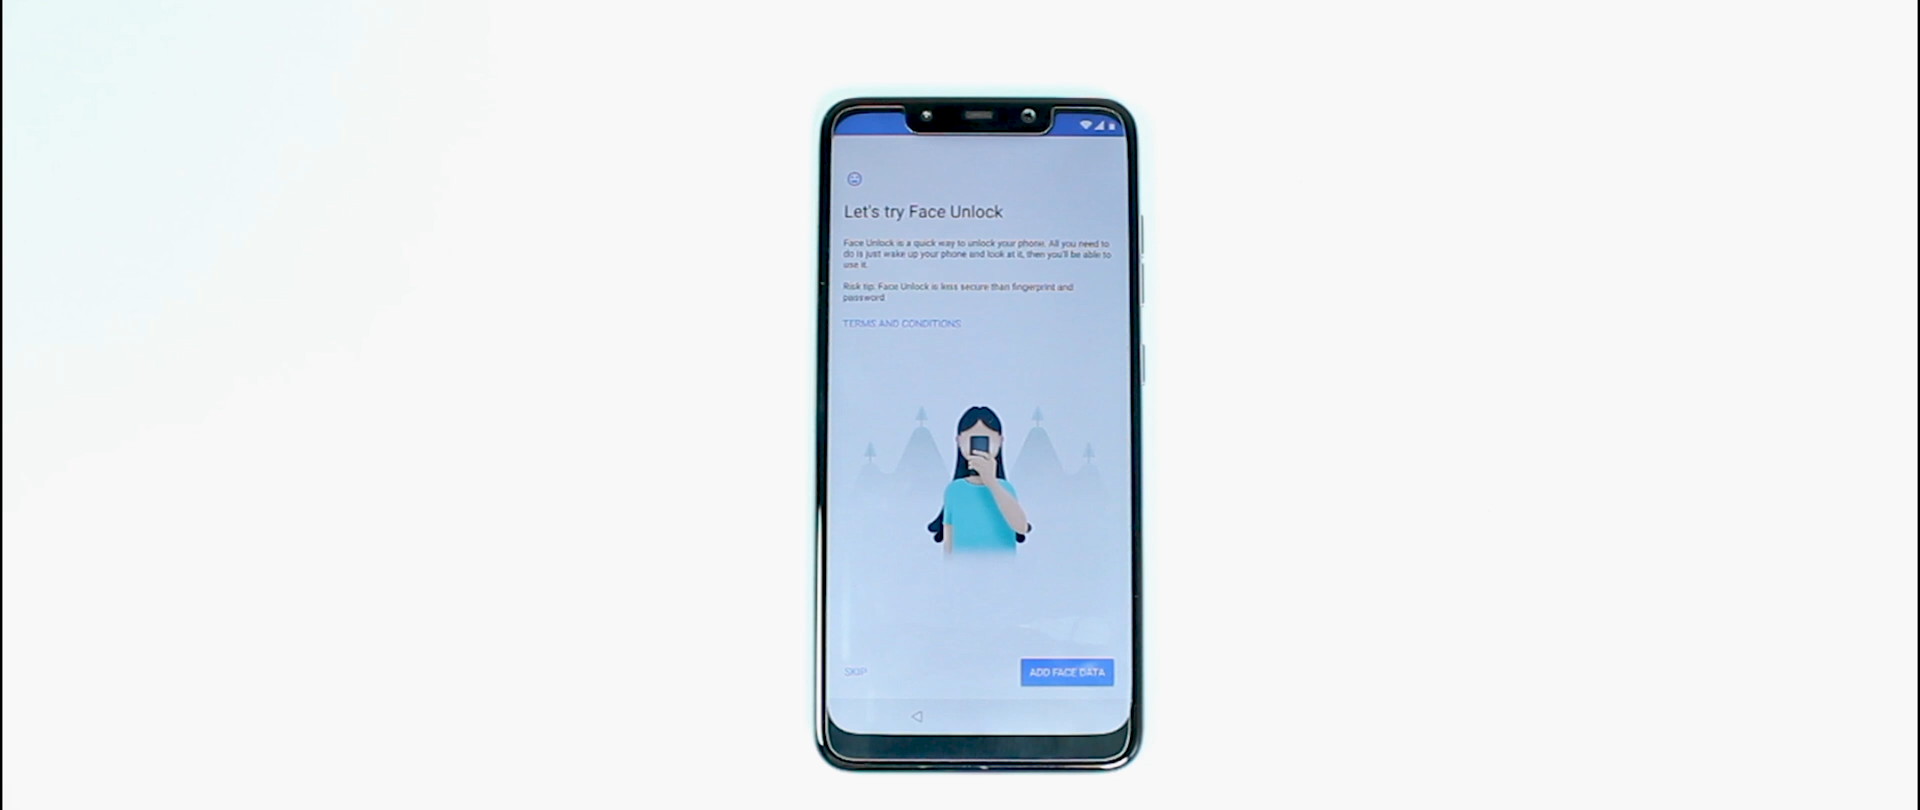 Let's try Face Unlock
Face Unlock is a quick way to unlock your phone. All you need to
do is just wake up your phone and look at it, then you'll be able to
use it.
Risk tip: Face Unlock is less secure than fingerprint and
password
TERMS AND CONDITIONS
SKIP
ADD FACE DATA